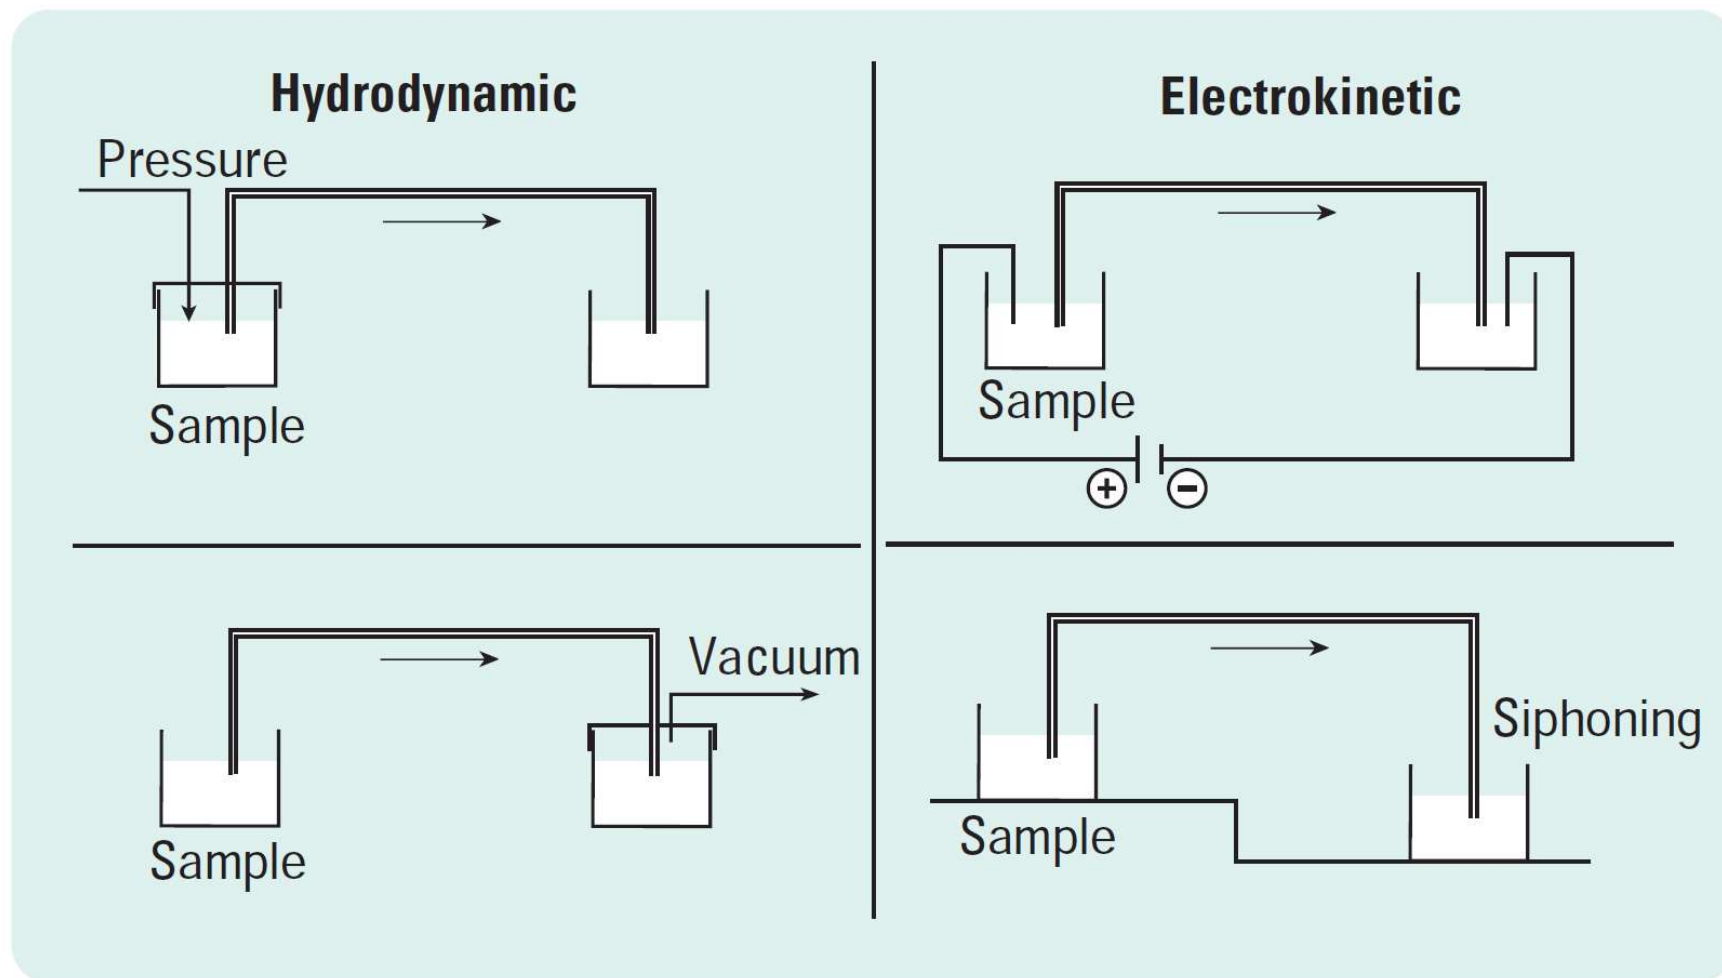 Hydrodynamic
Pressure
Sample
Electrokinetic
Sample
+ −
Vacuum
Sample
Siphoning
Sample